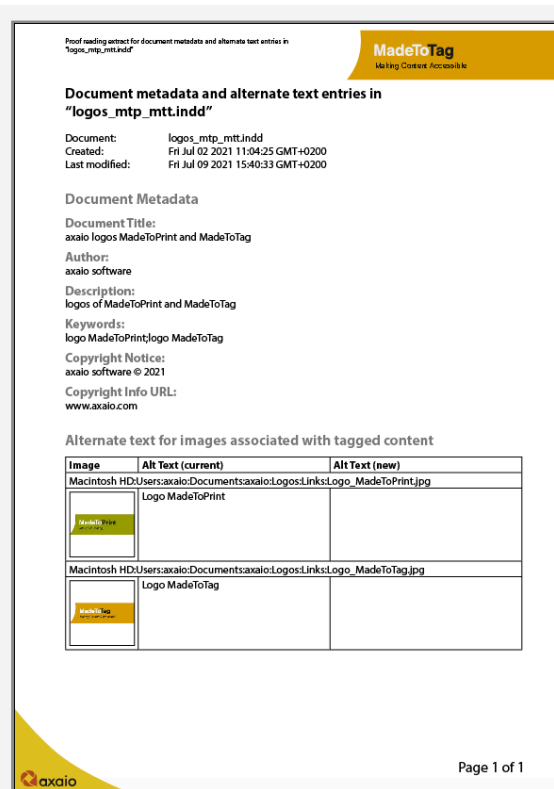 Proof reading extract for document metadata and alternate text entries in
"logos_mtp_mtt.indd"
MadeToTag
Making Content Accessible
Document metadata and alternate text entries in
“logos_mtp_mtt.indd”
Document: logos_mtp_mtt.indd
Created: Fri Jul 02 2021 11:04:25 GMT+0200
Last modified: Fri Jul 09 2021 15:40:33 GMT+0200
Document Metadata
Document Title:
axaio logos MadeToPrint and MadeToTag
Author:
axaio software
Description:
logos of MadeToPrint and MadeToTag
Keywords:
logo MadeToPrint;logo MadeToTag
Copyright Notice:
axaio software © 2021
Copyright Info URL:
www.axaio.com
Alternate text for images associated with tagged content
Image Alt Text (current) Alt Text (new)
Macintosh HD:Users:axaio:Documents:axaio:Logos:Links:Logo_MadeToPrint.jpg
Logo MadeToPrint
MadeToPrint
Macintosh HD:Users:axaio:Documents:axaio:Logos:Links:Logo_MadeToTag.jpg
Logo MadeToTag
MadeToTag
Page 1 of 1
axaio